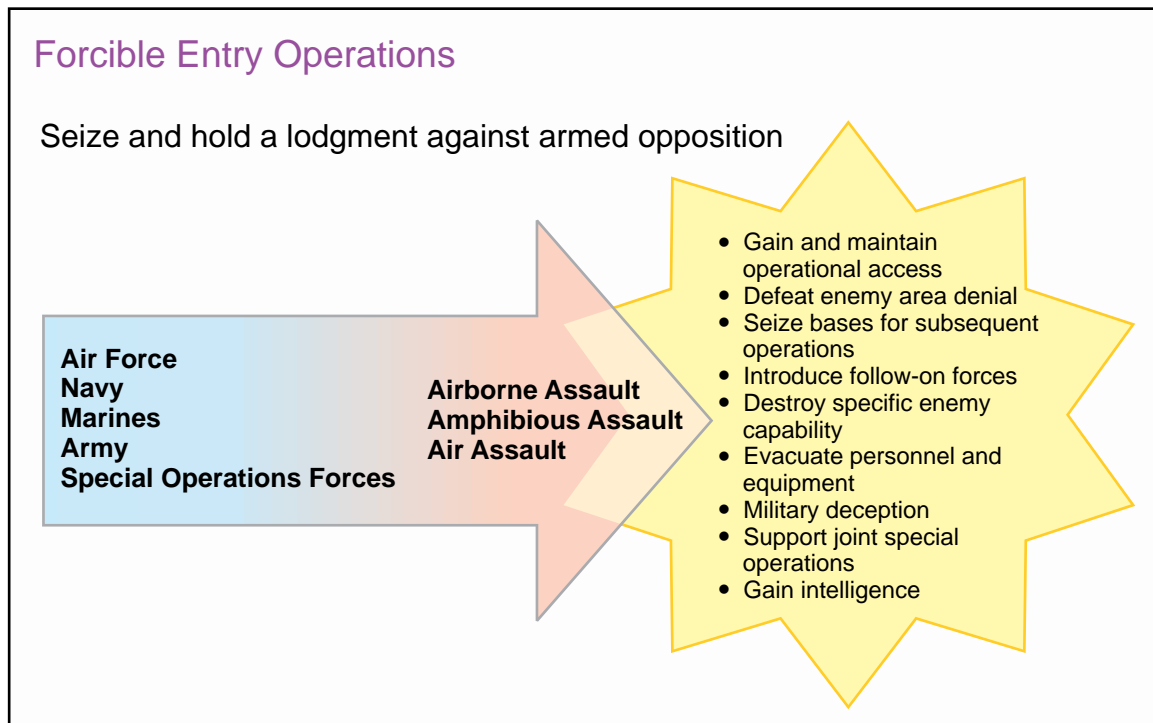 Forcible Entry Operations
Seize and hold a lodgment against armed opposition
Air Force
Navy
Marines
Army
Special Operations Forces
Airborne Assault
Amphibious Assault
Air Assault
• Gain and maintain
operational access
• Defeat enemy area denial
• Seize bases for subsequent
operations
• Introduce follow-on forces
• Destroy specific enemy
capability
• Evacuate personnel and
equipment
• Military deception
• Support joint special
operations
• Gain intelligence